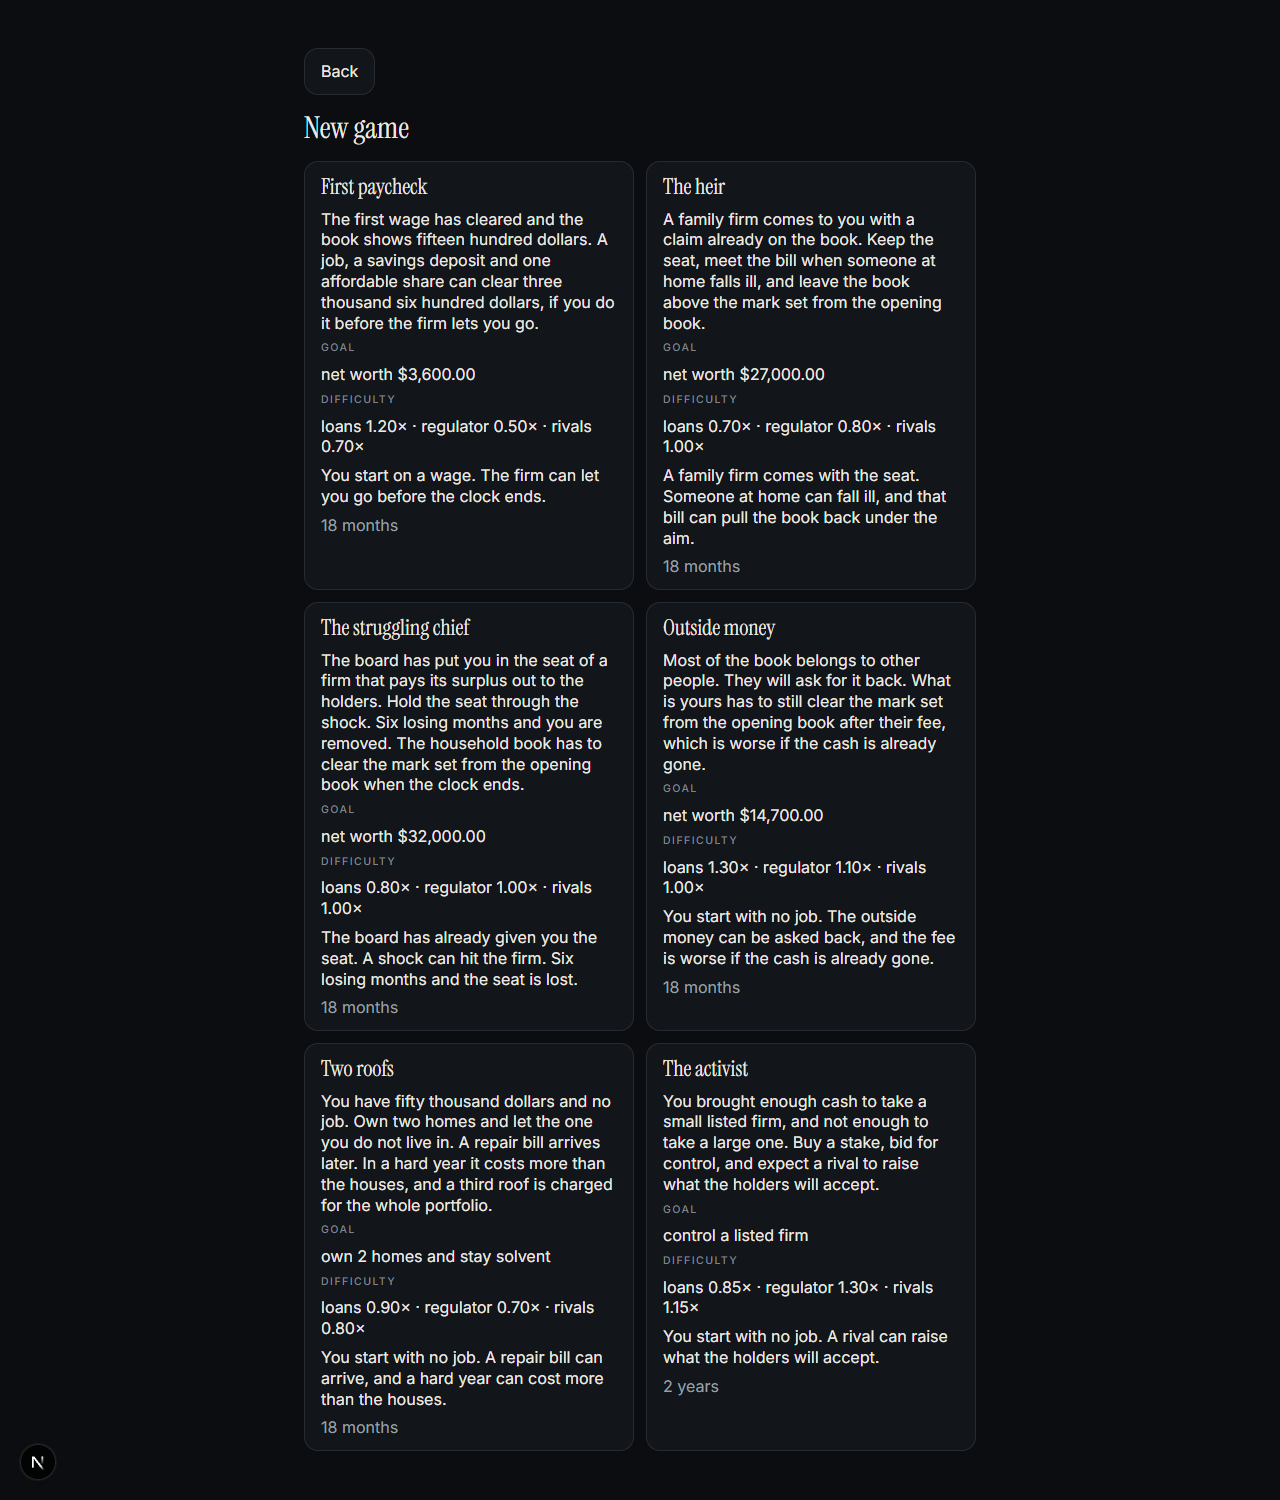 Back
New game
First paycheck
The first wage has cleared and the
book shows fifteen hundred dollars. A
job, a savings deposit and one
affordable share can clear three
thousand six hundred dollars, if you do
it before the firm lets you go.
GOAL
net worth $3,600.00
DIFFICULTY
loans 1.20× · regulator 0.50× · rivals
0.70×
You start on a wage. The firm can let
you go before the clock ends.
18 months
The heir
A family firm comes to you with a
claim already on the book. Keep the
seat, meet the bill when someone at
home falls ill, and leave the book
above the mark set from the opening
book.
GOAL
net worth $27,000.00
DIFFICULTY
loans 0.70× · regulator 0.80× · rivals
1.00×
A family firm comes with the seat.
Someone at home can fall ill, and that
bill can pull the book back under the
aim.
18 months
The struggling chief
The board has put you in the seat of a
firm that pays its surplus out to the
holders. Hold the seat through the
shock. Six losing months and you are
removed. The household book has to
clear the mark set from the opening
book when the clock ends.
GOAL
net worth $32,000.00
DIFFICULTY
loans 0.80× · regulator 1.00× · rivals
1.00×
The board has already given you the
seat. A shock can hit the firm. Six
losing months and the seat is lost.
18 months
Outside money
Most of the book belongs to other
people. They will ask for it back. What
is yours has to still clear the mark set
from the opening book after their fee,
which is worse if the cash is already
gone.
GOAL
net worth $14,700.00
DIFFICULTY
loans 1.30× · regulator 1.10× · rivals
1.00×
You start with no job. The outside
money can be asked back, and the fee
is worse if the cash is already gone.
18 months
Two roofs
You have fifty thousand dollars and no
job. Own two homes and let the one
you do not live in. A repair bill arrives
later. In a hard year it costs more than
the houses, and a third roof is charged
for the whole portfolio.
GOAL
own 2 homes and stay solvent
DIFFICULTY
loans 0.90× · regulator 0.70× · rivals
0.80×
You start with no job. A repair bill can
arrive, and a hard year can cost more
than the houses.
18 months
The activist
You brought enough cash to take a
small listed firm, and not enough to
take a large one. Buy a stake, bid for
control, and expect a rival to raise
what the holders will accept.
GOAL
control a listed firm
DIFFICULTY
loans 0.85× · regulator 1.30× · rivals
1.15×
You start with no job. A rival can raise
what the holders will accept.
2 years
N